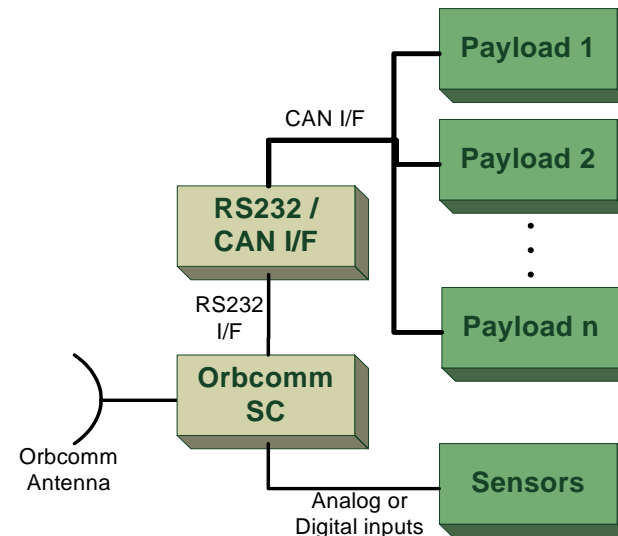 Payload 1
CAN I/F
Payload 2
RS232 /
CAN I/F
RS232
I/F
Payload n
Orbcomm
SC
Orbcomm
Antenna
Sensors
Analog or
Digital inputs